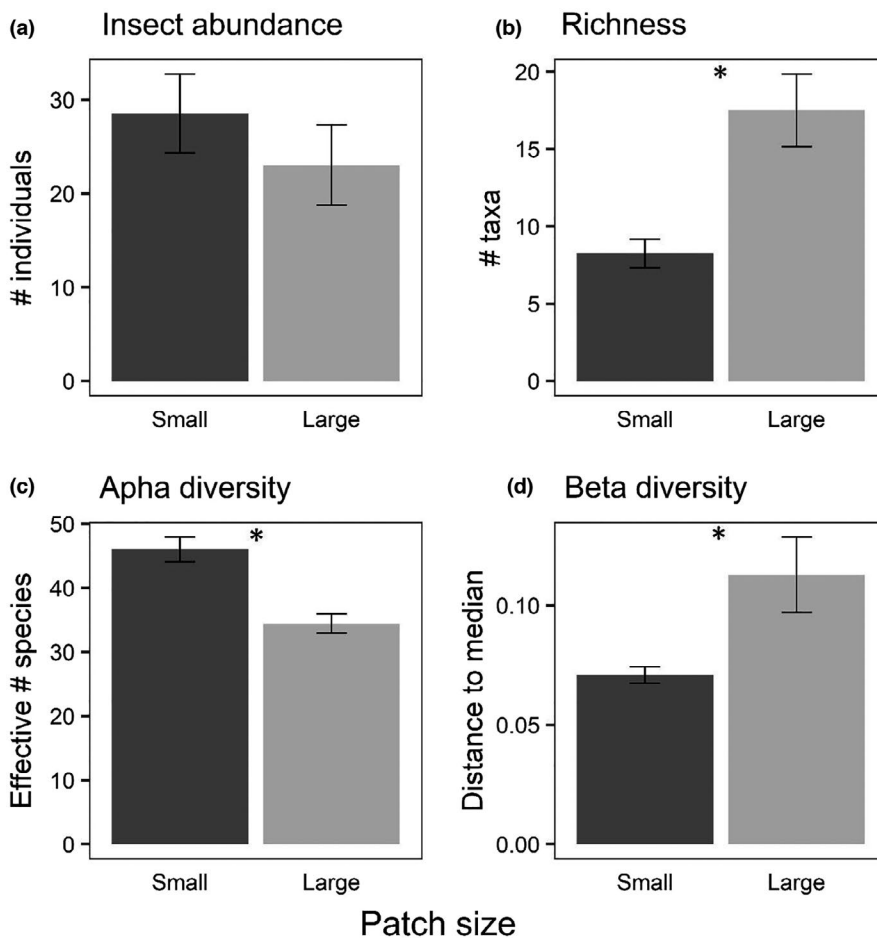 (a) Insect abundance
# individuals
30
20
10
0
Small Large
(b) Richness
*
# taxa
20
15
10
5
0
Small Large
(c) Apha diversity
*
Effective # species
50
40
30
20
10
0
Small Large
(d) Beta diversity
*
Distance to median
0.10
0.05
0.00
Small Large
Patch size